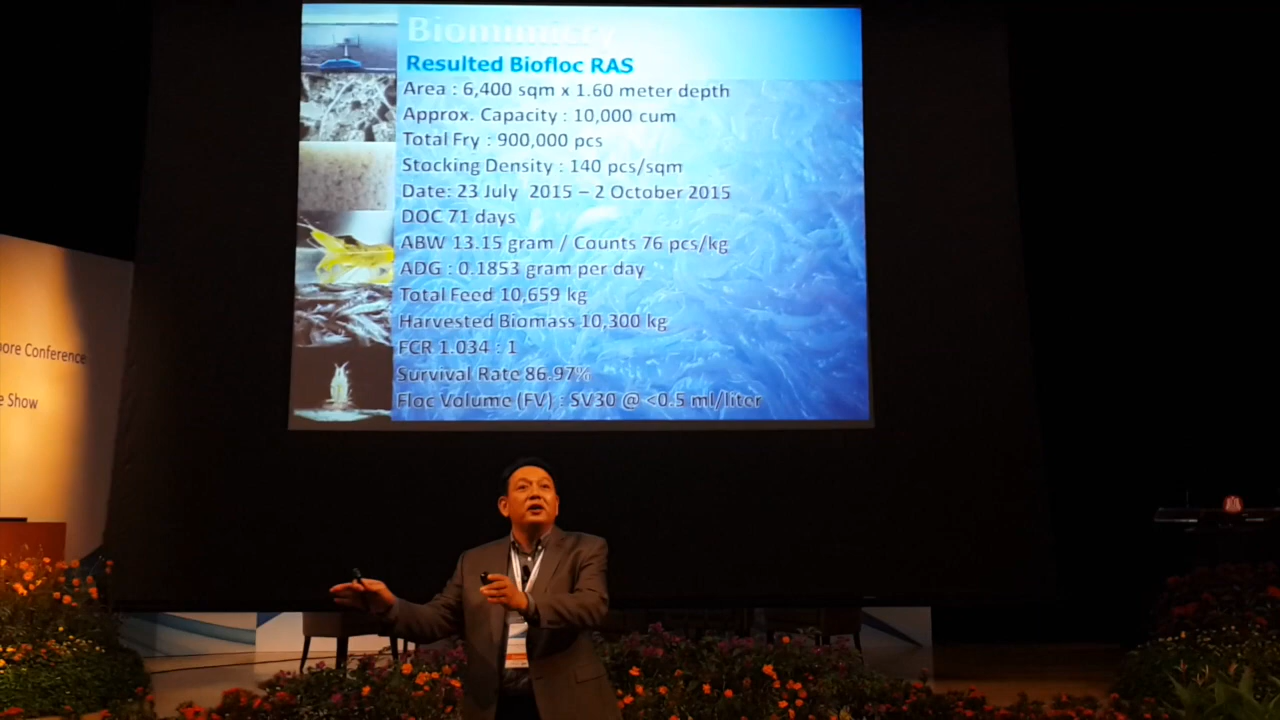 Biomimicry
Resulted Biofloc RAS
Area : 6,400 sqm x 1.60 meter depth
Approx. Capacity : 10,000 cum
Total Fry : 900,000 pcs
Stocking Density : 140 pcs/sqm
Date: 23 July 2015 – 2 October 2015
DOC 71 days
ABW 13.15 gram / Counts 76 pcs/kg
ADG : 0.1853 gram per day
Total Feed 10,659 kg
Harvested Biomass 10,300 kg
FCR 1.034 : 1
Survival Rate 86.97%
Floc Volume (FV) : SV30 @ <0.5 ml/liter
ore Conference
e Show